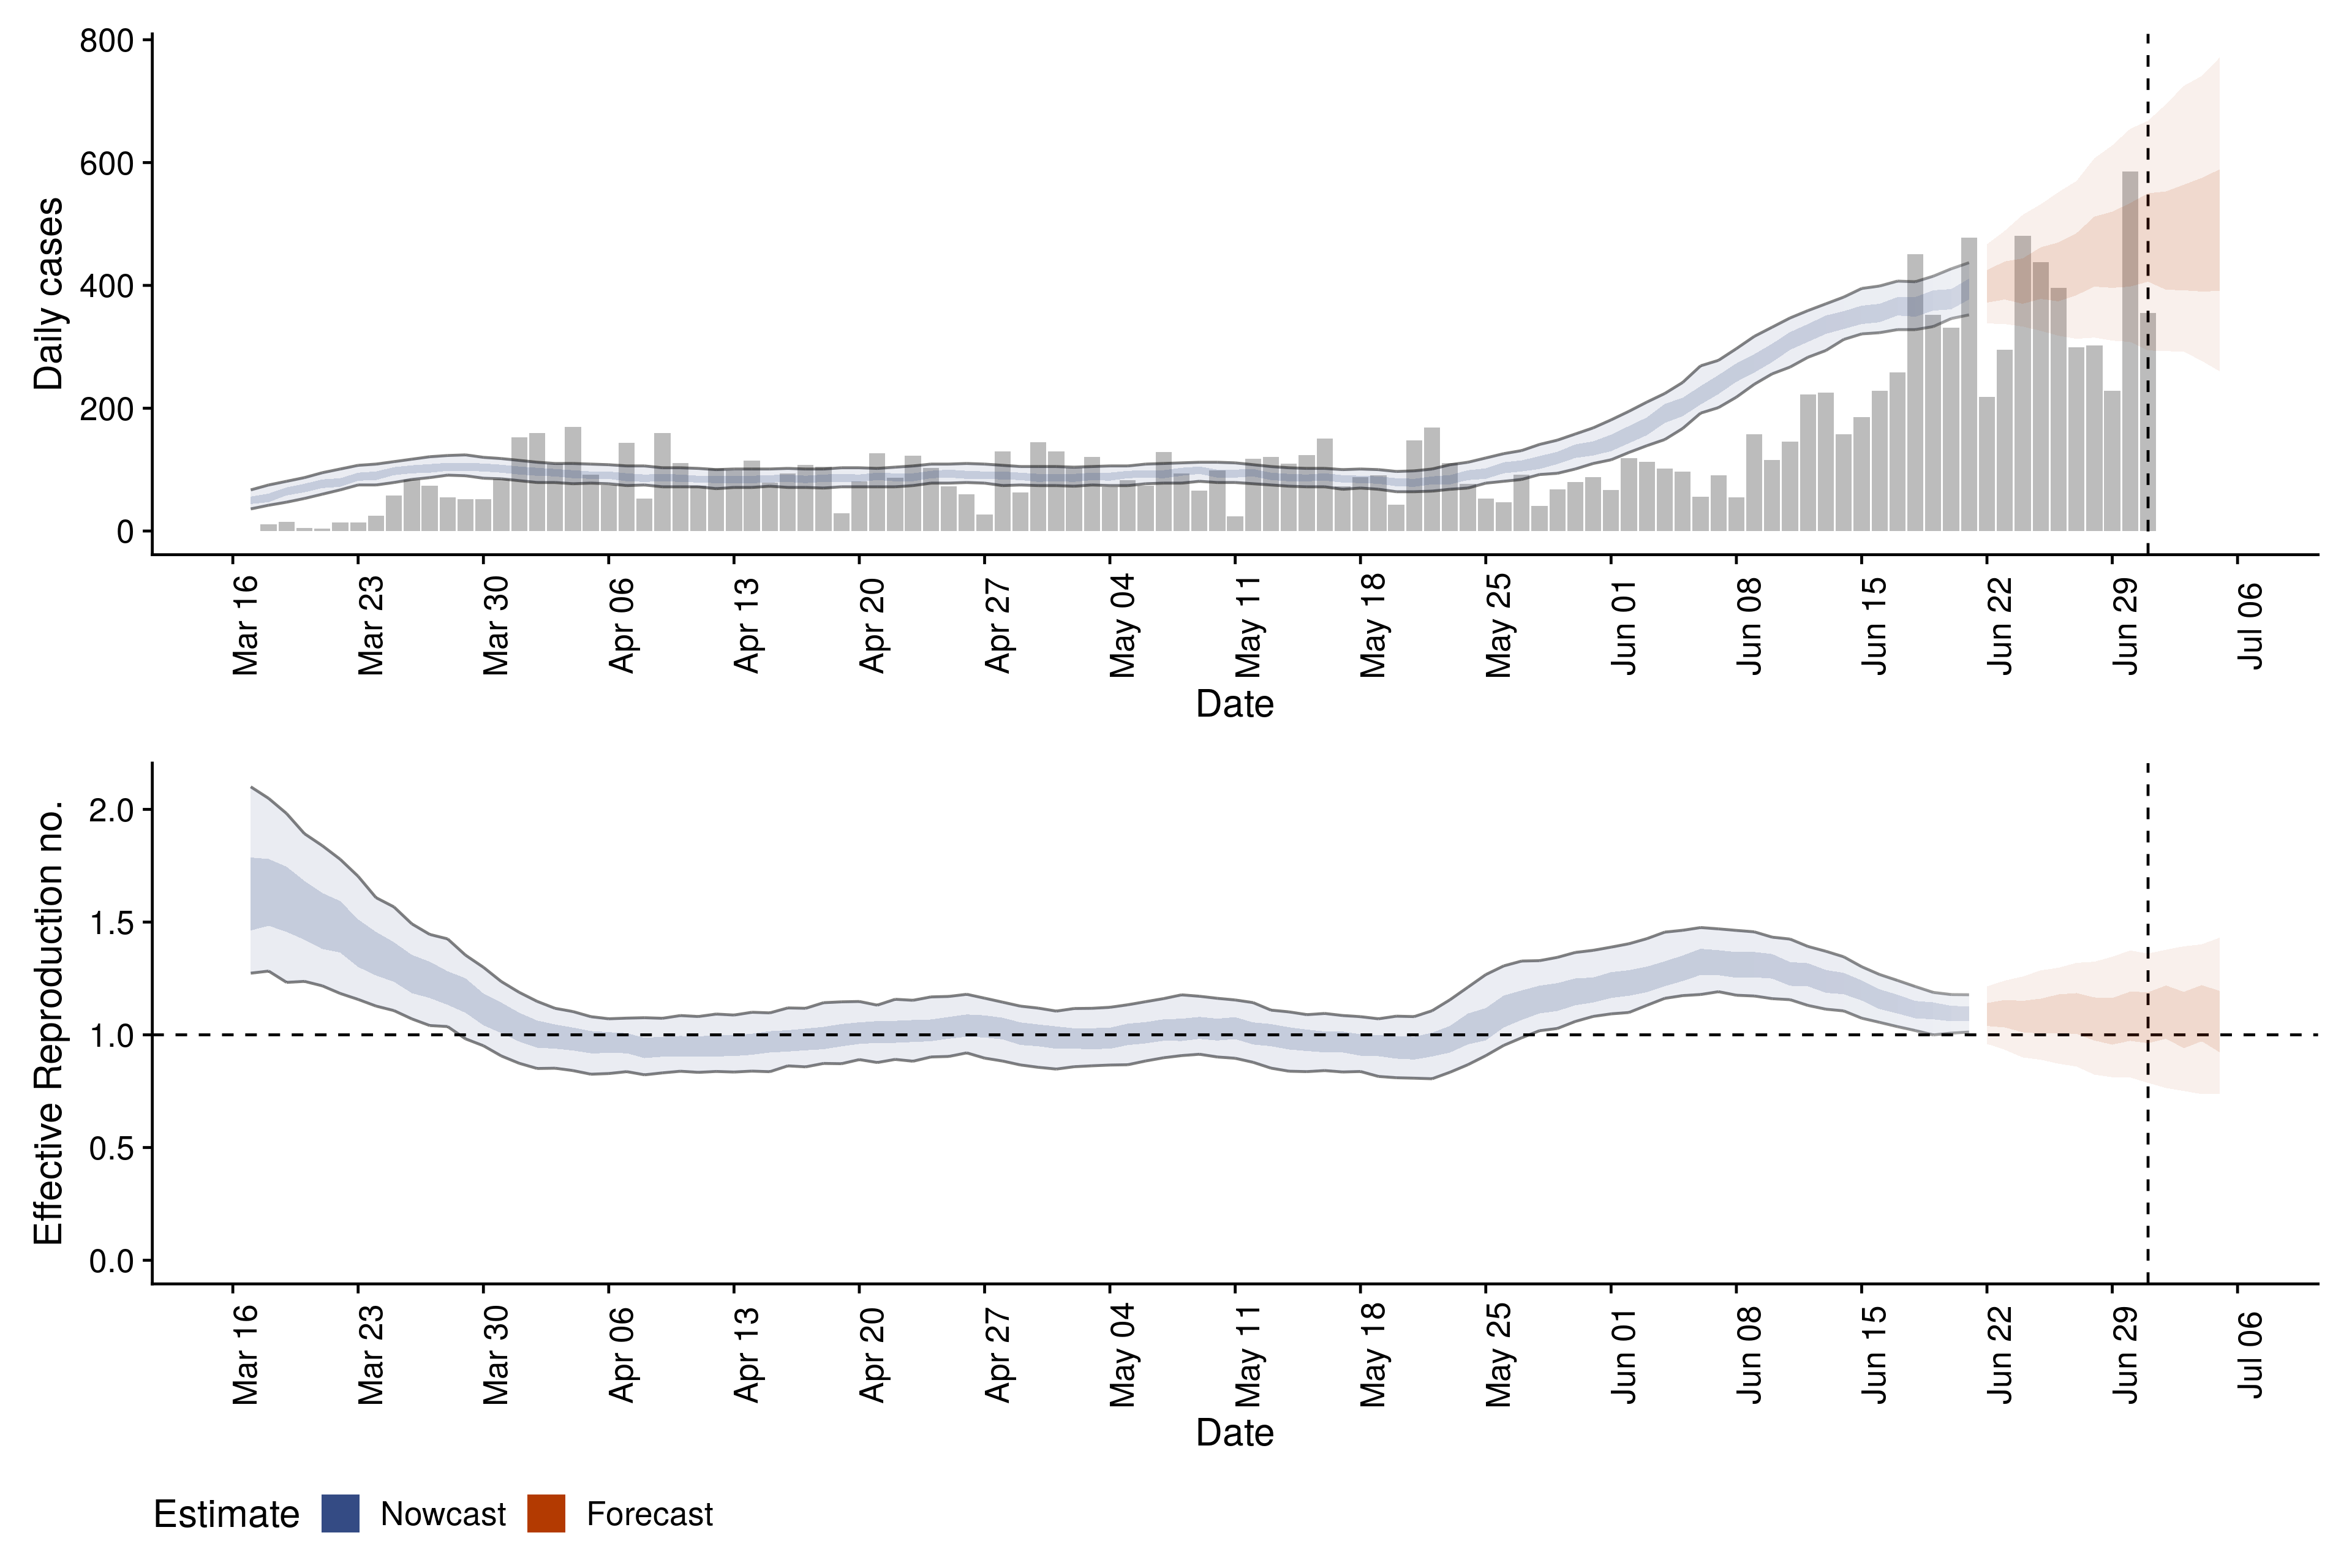 800
600
400
200
0
Daily cases
Mar 16 Mar 23 Mar 30 Apr 06 Apr 13 Apr 20 Apr 27 May 04 May 11 May 18 May 25 Jun 01 Jun 08 Jun 15 Jun 22 Jun 29 Jul 06
Date
2.0
1.5
1.0
0.5
0.0
Effective Reproduction no.
Mar 16 Mar 23 Mar 30 Apr 06 Apr 13 Apr 20 Apr 27 May 04 May 11 May 18 May 25 Jun 01 Jun 08 Jun 15 Jun 22 Jun 29 Jul 06
Date
Estimate Nowcast Forecast